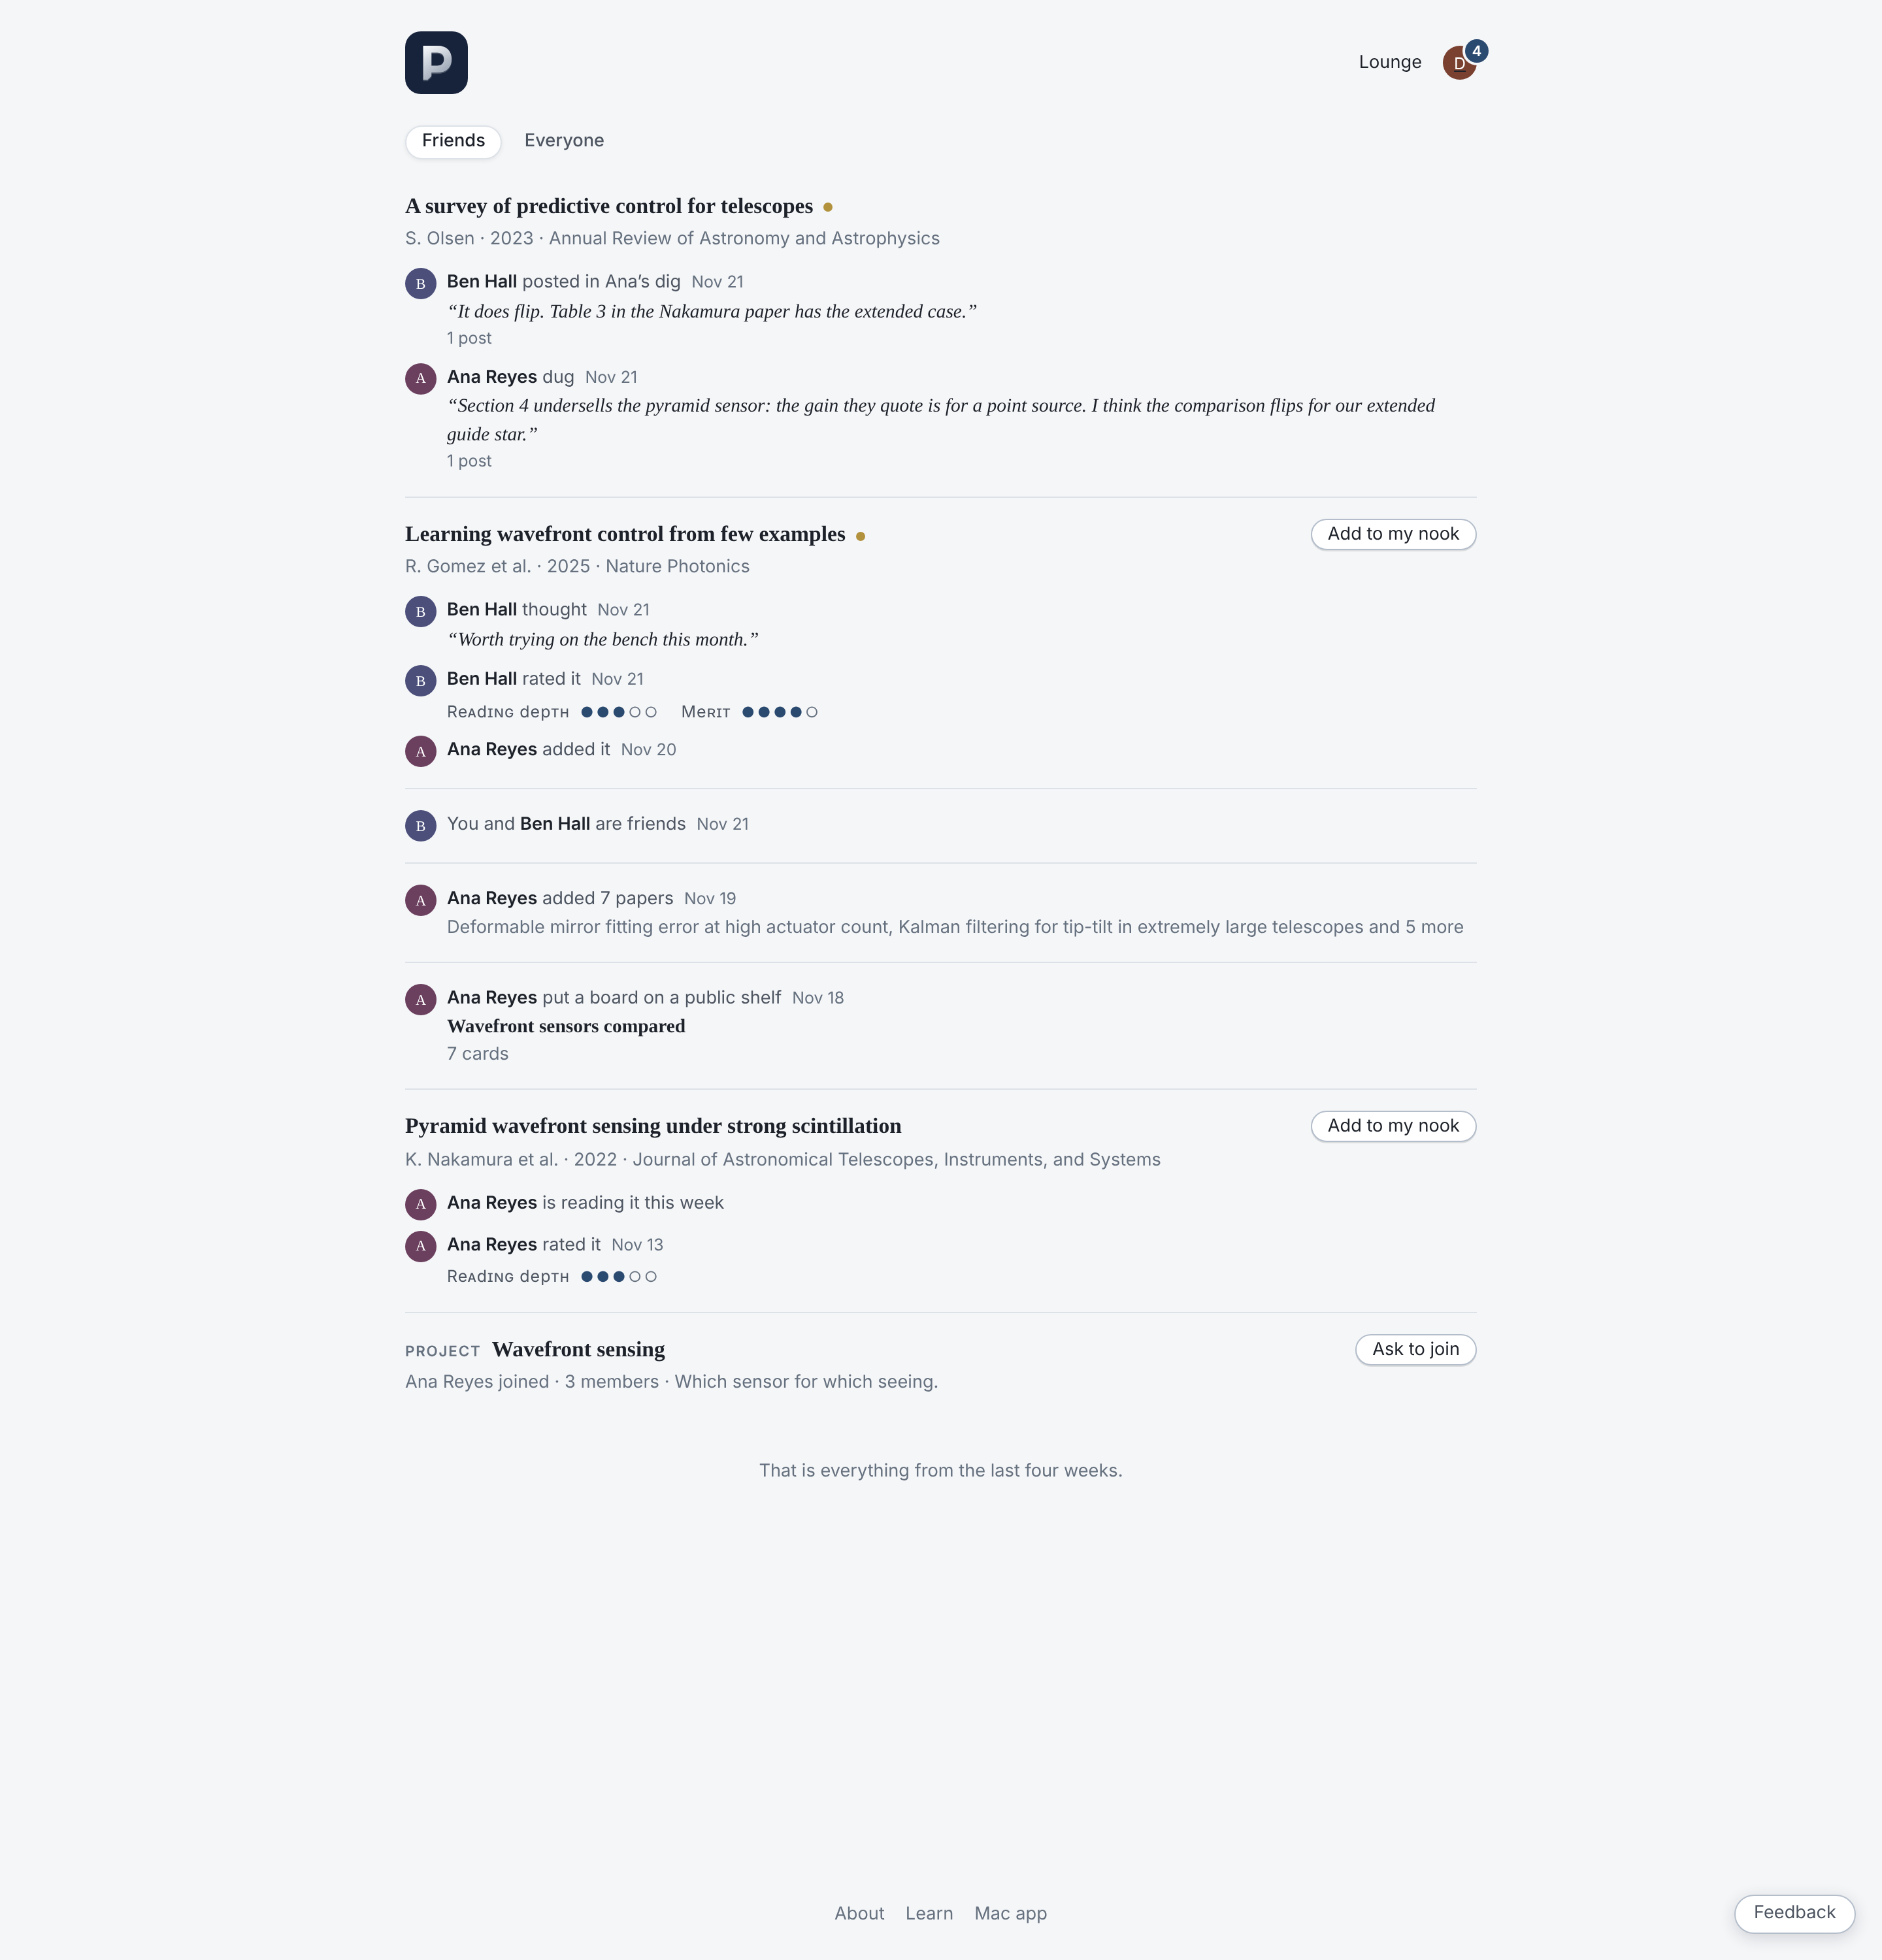 P
Lounge
D
4
Friends
Everyone
A survey of predictive control for telescopes
S. Olsen · 2023 · Annual Review of Astronomy and Astrophysics
B
Ben Hall posted in Ana’s dig Nov 21
“It does flip. Table 3 in the Nakamura paper has the extended case.”
1 post
A
Ana Reyes dug Nov 21
“Section 4 undersells the pyramid sensor: the gain they quote is for a point source. I think the comparison flips for our extended
guide star.”
1 post
Learning wavefront control from few examples
Add to my nook
R. Gomez et al. · 2025 · Nature Photonics
B
Ben Hall thought Nov 21
“Worth trying on the bench this month.”
B
Ben Hall rated it Nov 21
Reading depth Merit
A
Ana Reyes added it Nov 20
B
You and Ben Hall are friends Nov 21
A
Ana Reyes added 7 papers Nov 19
Deformable mirror fitting error at high actuator count, Kalman filtering for tip-tilt in extremely large telescopes and 5 more
A
Ana Reyes put a board on a public shelf Nov 18
Wavefront sensors compared
7 cards
Pyramid wavefront sensing under strong scintillation
Add to my nook
K. Nakamura et al. · 2022 · Journal of Astronomical Telescopes, Instruments, and Systems
A
Ana Reyes is reading it this week
A
Ana Reyes rated it Nov 13
Reading depth
PROJECT Wavefront sensing
Ask to join
Ana Reyes joined · 3 members · Which sensor for which seeing.
That is everything from the last four weeks.
About Learn Mac app
Feedback